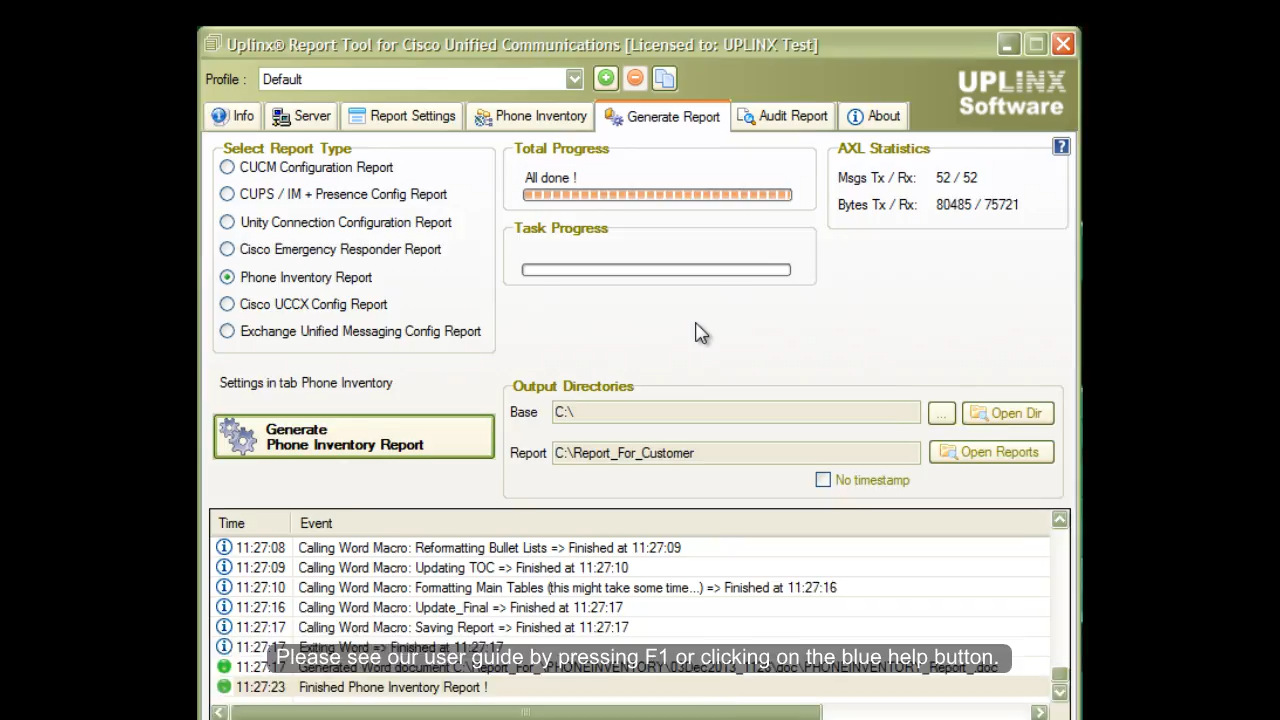 Uplinx® Report Tool for Cisco Unified Communications [Licensed to: UPLINX Test]
Profile : Default
UPLINX
Software
Info Server Report Settings Phone Inventory Generate Report Audit Report About
Select Report Type
CUCM Configuration Report
CUPS / IM + Presence Config Report
Unity Connection Configuration Report
Cisco Emergency Responder Report
Phone Inventory Report
Cisco UCCX Config Report
Exchange Unified Messaging Config Report
Total Progress
All done !
Task Progress
AXL Statistics
?
Msgs Tx / Rx: 52 / 52
Bytes Tx / Rx: 80485 / 75721
Settings in tab Phone Inventory
Generate
Phone Inventory Report
Output Directories
Base C:\ ... Open Dir
Report C:\Report_For_Customer Open Reports
No timestamp
Time Event
11:27:08 Calling Word Macro: Reformatting Bullet Lists => Finished at 11:27:09
11:27:09 Calling Word Macro: Updating TOC => Finished at 11:27:10
11:27:10 Calling Word Macro: Formatting Main Tables (this might take some time...) => Finished at 11:27:16
11:27:16 Calling Word Macro: Update_Final => Finished at 11:27:17
11:27:17 Calling Word Macro: Saving Report => Finished at 11:27:17
11:27:17 Exiting Word => Finished at 11:27:17
Please see our user guide by pressing F1 or clicking on the blue help button.
Generated Word document
11:27:23 Finished Phone Inventory Report !